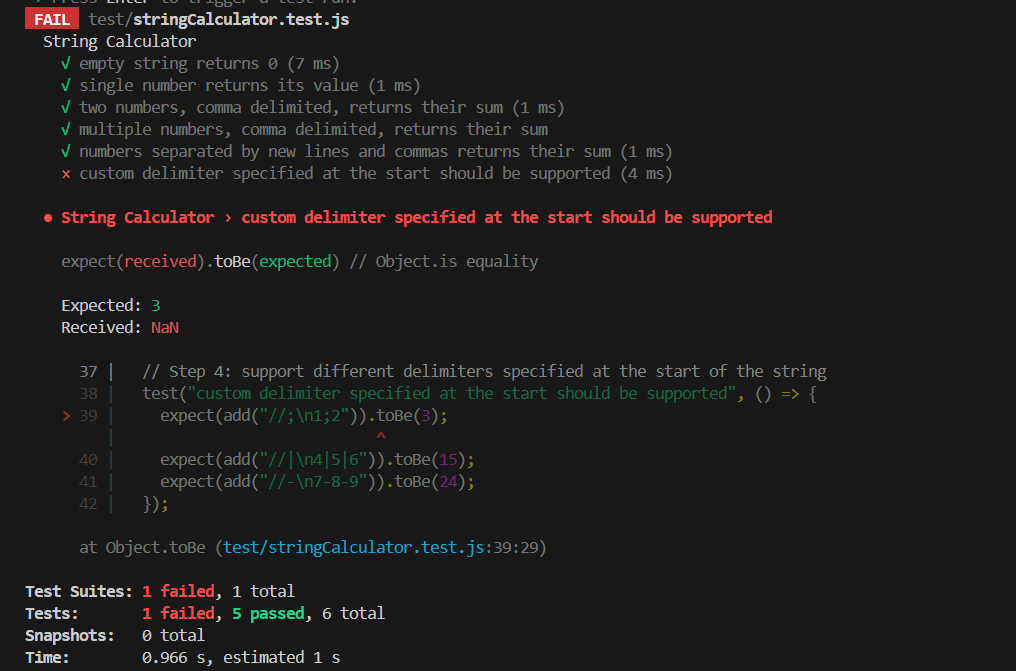 Press Enter to trigger a test run.
FAIL test/stringCalculator.test.js
String Calculator
√ empty string returns 0 (7 ms)
√ single number returns its value (1 ms)
√ two numbers, comma delimited, returns their sum (1 ms)
√ multiple numbers, comma delimited, returns their sum
√ numbers separated by new lines and commas returns their sum (1 ms)
× custom delimiter specified at the start should be supported (4 ms)
● String Calculator › custom delimiter specified at the start should be supported
expect(received).toBe(expected) // Object.is equality
Expected: 3
Received: NaN
37 | // Step 4: support different delimiters specified at the start of the string
38 | test("custom delimiter specified at the start should be supported", () => {
> 39 | expect(add("//;\n1;2")).toBe(3);
| ^
40 | expect(add("//|\n4|5|6")).toBe(15);
41 | expect(add("//-\n7-8-9")).toBe(24);
42 | });
at Object.toBe (test/stringCalculator.test.js:39:29)
Test Suites: 1 failed, 1 total
Tests: 1 failed, 5 passed, 6 total
Snapshots: 0 total
Time: 0.966 s, estimated 1 s